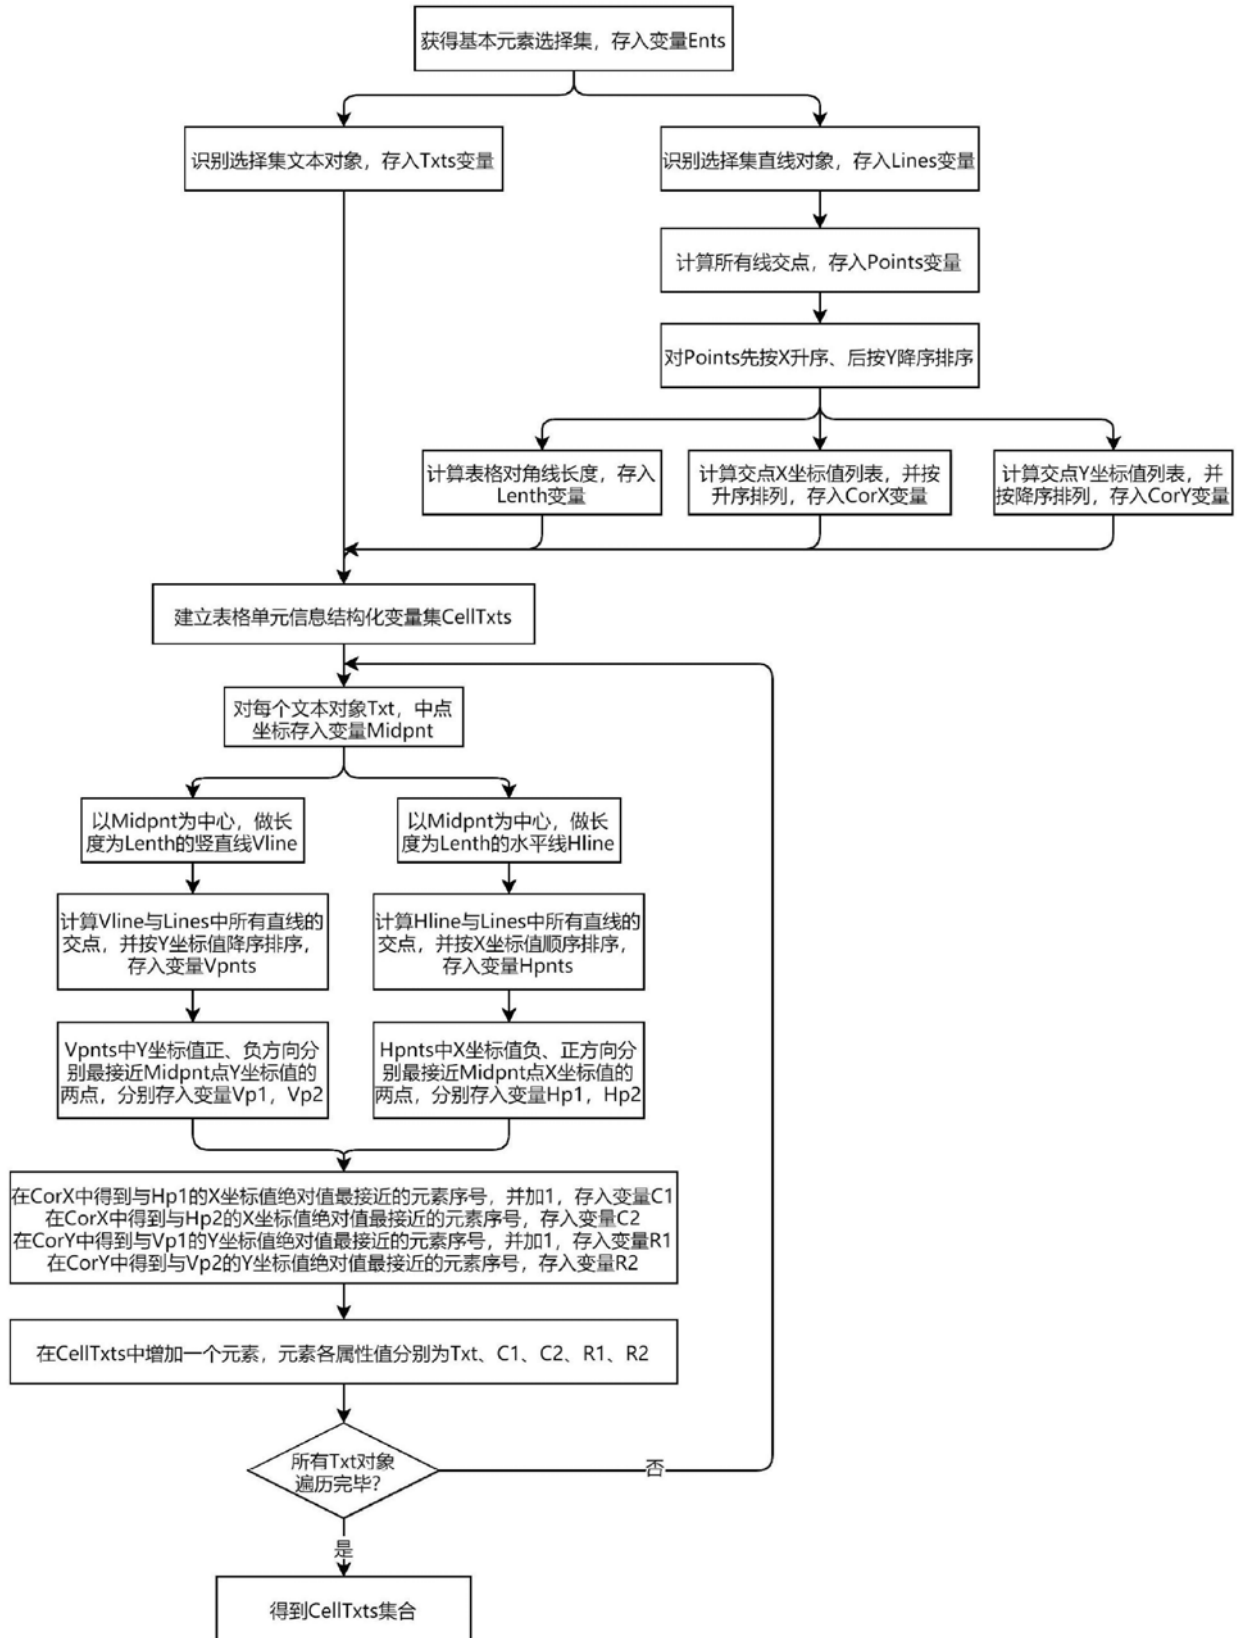 获得基本元素选择集，存入变量Ents
识别选择集文本对象，存入Txts变量
识别选择集直线对象，存入Lines变量
计算所有线交点，存入Points变量
对Points先按X升序、后按Y降序排序
计算表格对角线长度，存入
Lenth变量
计算交点X坐标值列表，并按
升序排列，存入CorX变量
计算交点Y坐标值列表，并
按降序排列，存入CorY变量
建立表格单元信息结构化变量集CellTxts
对每个文本对象Txt，中点
坐标存入变量Midpnt
以Midpnt为中心，做长
度为Lenth的竖直线Vline
以Midpnt为中心，做长
度为Lenth的水平线Hline
计算Vline与Lines中所有直线的
交点，并按Y坐标值降序排序，
存入变量Vpnts
计算Hline与Lines中所有直线的
交点，并按X坐标值顺序排序，
存入变量Hpnts
Vpnts中Y坐标值正、负方向分
别最接近Midpnt点Y坐标值的
两点，分别存入变量Vp1，Vp2
Hpnts中X坐标值负、正方向分
别最接近Midpnt点X坐标值的
两点，分别存入变量Hp1，Hp2
在CorX中得到与Hp1的X坐标值绝对值最接近的元素序号，并加1，存入变量C1
在CorX中得到与Hp2的X坐标值绝对值最接近的元素序号，存入变量C2
在CorY中得到与Vp1的Y坐标值绝对值最接近的元素序号，并加1，存入变量R1
在CorY中得到与Vp2的Y坐标值绝对值最接近的元素序号，存入变量R2
在CellTxts中增加一个元素，元素各属性值分别为Txt、C1、C2、R1、R2
所有Txt对象
遍历完毕？
否
是
得到CellTxts集合